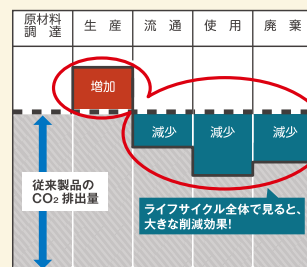 原材料
調達
生産
流通
使用
廃棄
増加
減少
減少
減少
従来製品の
CO₂ 排出量
ライフサイクル全体で見ると、
大きな削減効果!